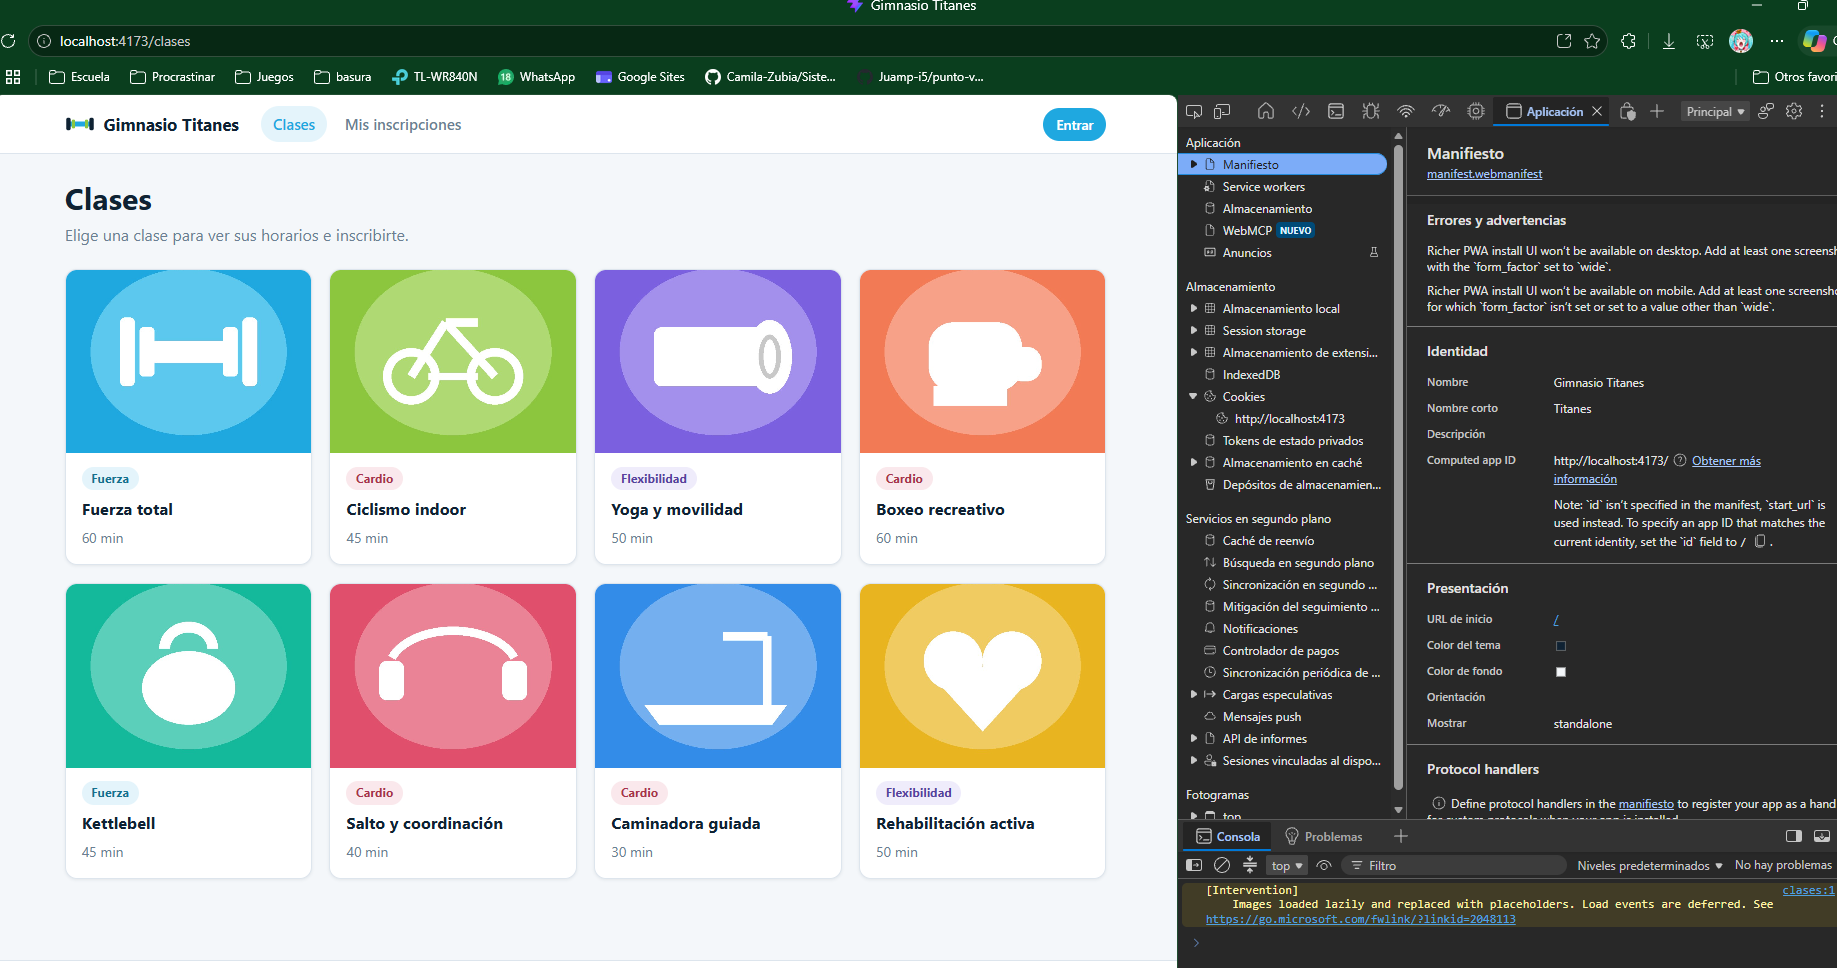 Gimnasio Titanes
localhost:4173/clases
Escuela
Procrastinar
Juegos
basura
TL-WR840N
18
WhatsApp
Google Sites
Camila-Zubia/Siste...
Juamp-i5/punto-v...
Otros favori
Gimnasio Titanes
Clases
Mis inscripciones
Entrar
Clases
Elige una clase para ver sus horarios e inscribirte.
Fuerza
Fuerza total
60 min
Cardio
Ciclismo indoor
45 min
Flexibilidad
Yoga y movilidad
50 min
Cardio
Boxeo recreativo
60 min
Fuerza
Kettlebell
45 min
Cardio
Salto y coordinación
40 min
Cardio
Caminadora guiada
30 min
Flexibilidad
Rehabilitación activa
50 min
Aplicación
Principal
Aplicación
Manifiesto
Service workers
Almacenamiento
WebMCP NUEVO
Anuncios
Almacenamiento
Almacenamiento local
Session storage
Almacenamiento de extensi...
IndexedDB
Cookies
http://localhost:4173
Tokens de estado privados
Almacenamiento en caché
Depósitos de almacenamien...
Servicios en segundo plano
Caché de reenvío
Búsqueda en segundo plano
Sincronización en segundo ...
Mitigación del seguimiento ...
Notificaciones
Controlador de pagos
Sincronización periódica de ...
Cargas especulativas
Mensajes push
API de informes
Sesiones vinculadas al dispo...
Fotogramas
top
Manifiesto
manifest.webmanifest
Errores y advertencias
Richer PWA install UI won't be available on desktop. Add at least one screensh
with the `form_factor` set to `wide`.
Richer PWA install UI won't be available on mobile. Add at least one screensho
for which `form_factor` isn't set or set to a value other than `wide`.
Identidad
Nombre
Gimnasio Titanes
Nombre corto
Titanes
Descripción
Computed app ID
http://localhost:4173/ Obtener más
información
Note: `id` isn't specified in the manifest, `start_url` is
used instead. To specify an app ID that matches the
current identity, set the `id` field to / .
Presentación
URL de inicio
/
Color del tema
Color de fondo
Orientación
Mostrar
standalone
Protocol handlers
Define protocol handlers in the manifiesto to register your app as a hand
for custom protocols when your app is installed.
Consola
Problemas
top
Filtro
Niveles predeterminados
No hay problemas
[Intervention]
clases:1
Images loaded lazily and replaced with placeholders. Load events are deferred. See
https://go.microsoft.com/fwlink/?linkid=2048113